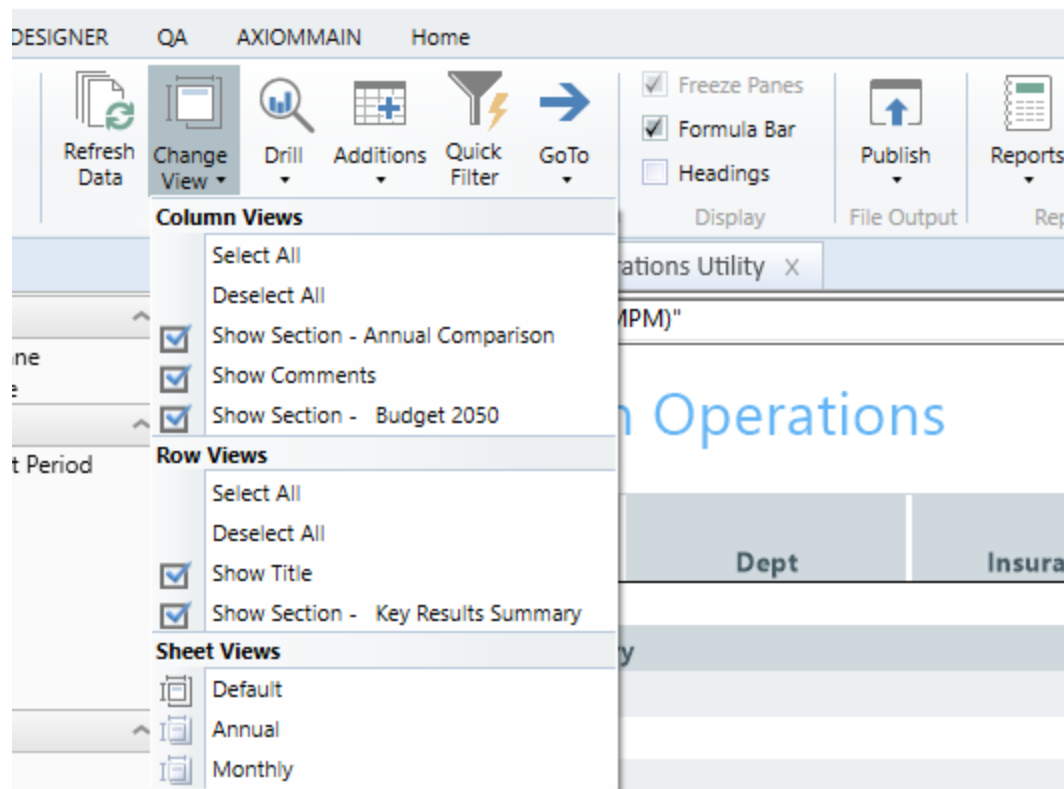 DESIGNER QA AXIOMMAIN Home
Refresh Data
Change View
Drill
Additions
Quick Filter
GoTo
Freeze Panes
Formula Bar
Headings
Display
Publish
File Output
Reports
Column Views
Select All
Deselect All
Show Section - Annual Comparison
Show Comments
Show Section - Budget 2050
Row Views
Select All
Deselect All
Show Title
Show Section - Key Results Summary
Sheet Views
Default
Annual
Monthly
Utility X
MPM)"
Operations
t Period
Dept